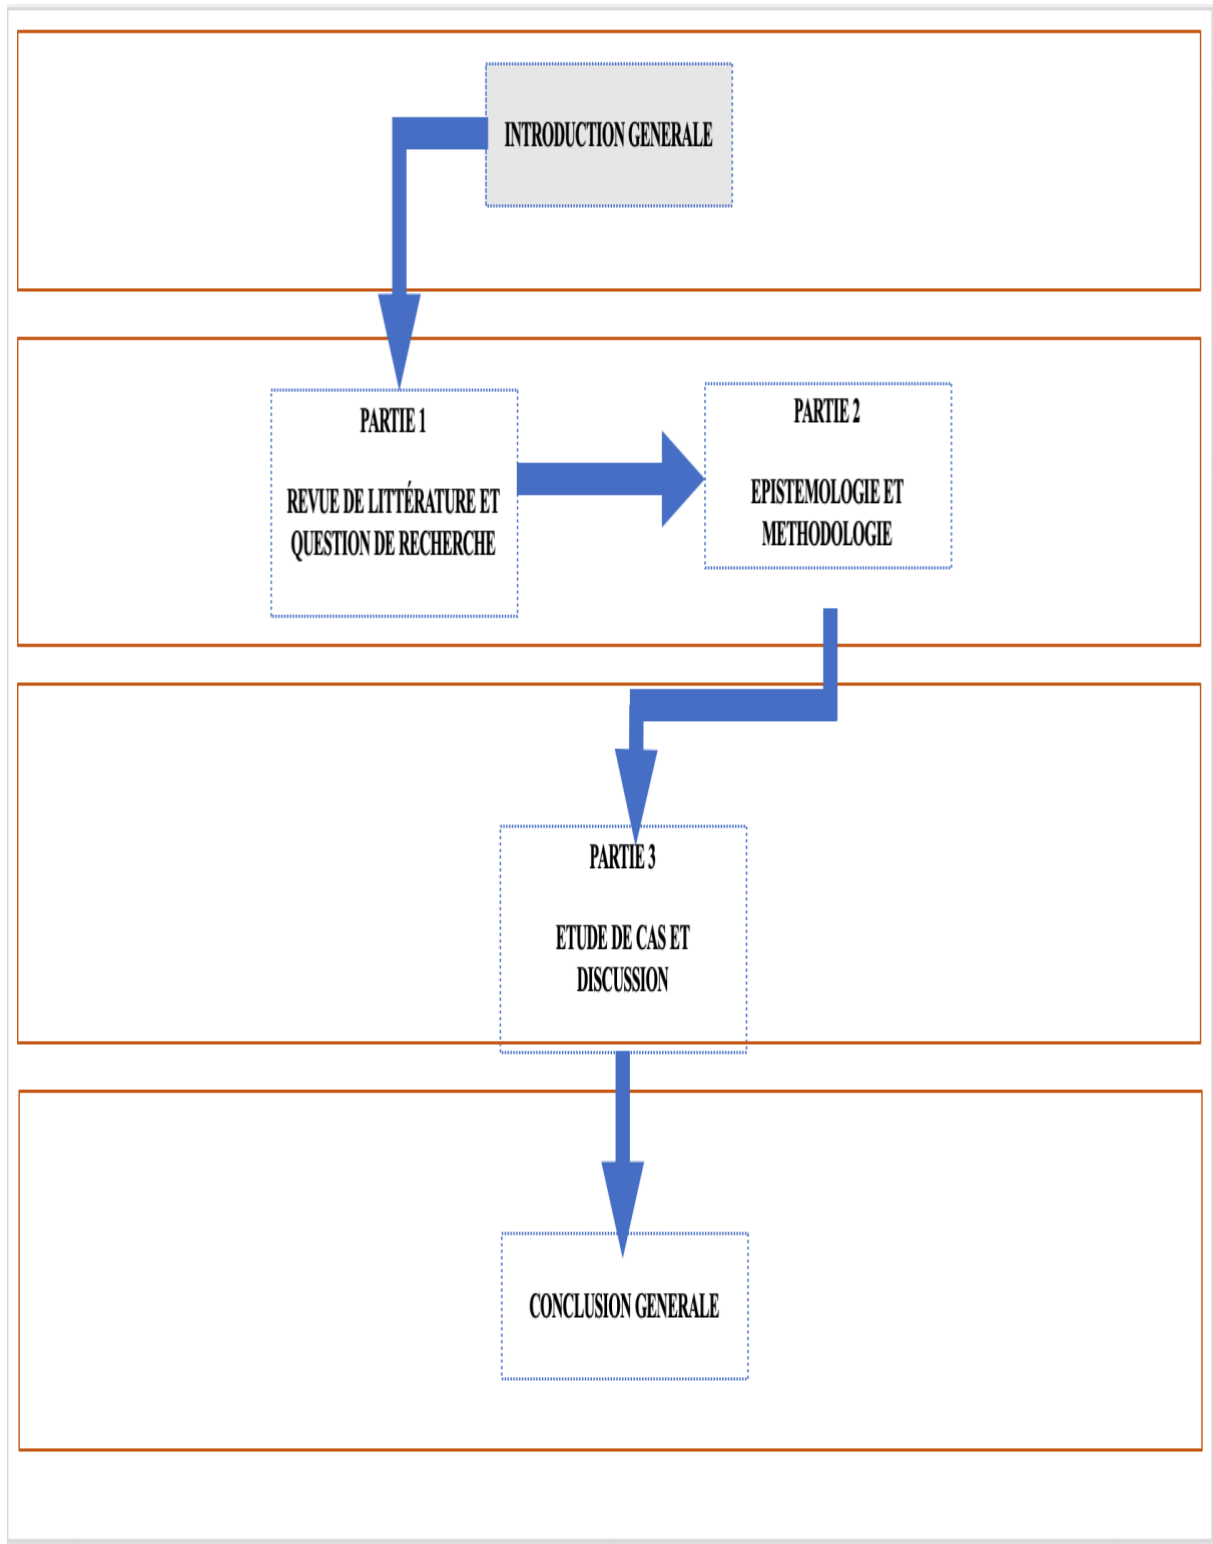 INTRODUCTION GENERALE
PARTIE 1
REVUE DE LITTÉRATURE ET
QUESTION DE RECHERCHE
PARTIE 2
EPISTEMOLOGIE ET
METHODOLOGIE
PARTIE 3
ETUDE DE CAS ET
DISCUSSION
CONCLUSION GENERALE